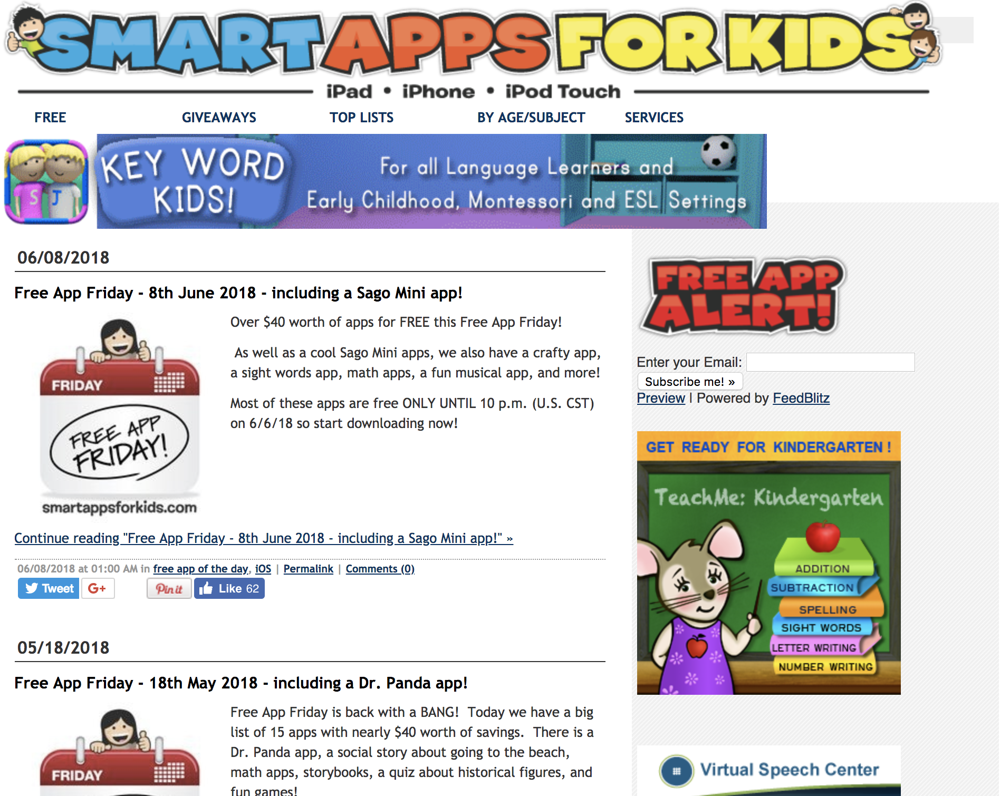 SMART APPS FOR KIDS
iPad • iPhone • iPod Touch
FREE GIVEAWAYS TOP LISTS BY AGE/SUBJECT SERVICES
S J
KEY WORD
KIDS!
For all Language Learners and
Early Childhood, Montessori and ESL Settings
06/08/2018
Free App Friday - 8th June 2018 - including a Sago Mini app!
FRIDAY
FREE APP
FRIDAY!
smartappsforkids.com
Over $40 worth of apps for FREE this Free App Friday!
As well as a cool Sago Mini apps, we also have a crafty app,
a sight words app, math apps, a fun musical app, and more!
Most of these apps are free ONLY UNTIL 10 p.m. (U.S. CST)
on 6/6/18 so start downloading now!
Continue reading "Free App Friday - 8th June 2018 - including a Sago Mini app!" »
06/08/2018 at 01:00 AM in free app of the day, iOS | Permalink | Comments (0)
Tweet G+ Pin it Like 62
05/18/2018
Free App Friday - 18th May 2018 - including a Dr. Panda app!
FRIDAY
Free App Friday is back with a BANG!  Today we have a big
list of 15 apps with nearly $40 worth of savings.  There is a
Dr. Panda app, a social story about going to the beach,
math apps, storybooks, a quiz about historical figures, and
fun games!
FREE APP
ALERT!
Enter your Email:
Subscribe me! »
Preview | Powered by FeedBlitz
GET READY FOR KINDERGARTEN !
TeachMe: Kindergarten
ADDITION
SUBTRACTION
SPELLING
SIGHT WORDS
LETTER WRITING
NUMBER WRITING
Virtual Speech Center